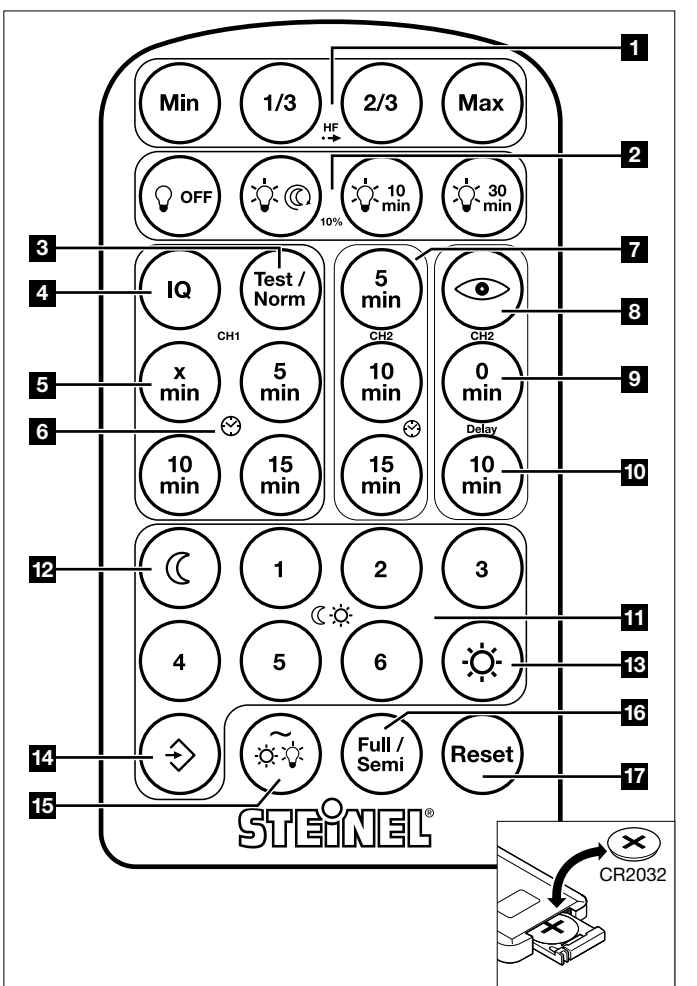 1
Min 1/3 2/3 Max
HF
2
OFF 10 min 30 min
10%
3
7
4
IQ Test / Norm 5 min
8
CH1 CH2 CH2
5
x min 5 min 10 min 0 min
9
6
Delay
10 min 15 min 15 min 10 min
10
12
1 2 3
11
4 5 6
13
16
14
Full / Semi Reset
15
17
STEINEL®
CR2032